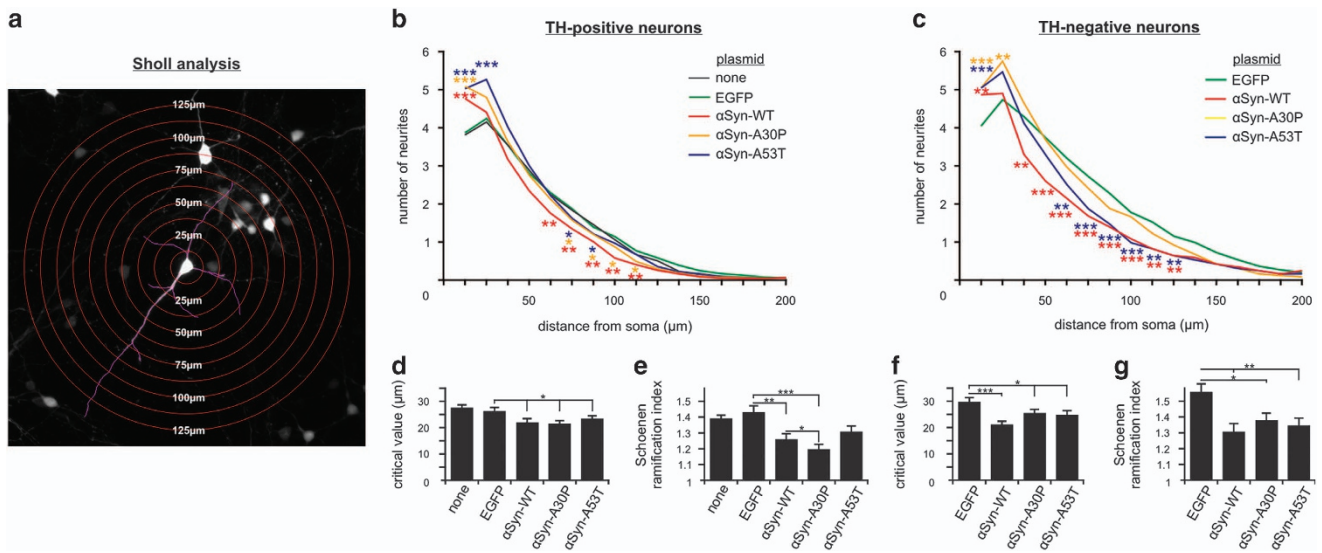 a
Sholl analysis
125µm
100µm
75µm
50µm
25µm
25µm
50µm
75µm
100µm
125µm
b
TH-positive neurons
number of neurites
6
5
4
3
2
1
0
50
100
150
200
distance from soma (µm)
plasmid
none
EGFP
αSyn-WT
αSyn-A30P
αSyn-A53T
***
***
***
***
**
*
*
**
*
*
**
*
**
*
**
c
TH-negative neurons
number of neurites
6
5
4
3
2
1
0
50
100
150
200
distance from soma (µm)
plasmid
EGFP
αSyn-WT
αSyn-A30P
αSyn-A53T
***
**
***
**
**
***
**
***
***
***
***
***
***
***
**
**
**
**
d
critical value (µm)
30
20
10
0
*
none
EGFP
αSyn-WT
αSyn-A30P
αSyn-A53T
e
Schoenen
ramification index
1.5
1.4
1.3
1.2
1.1
1
***
**
*
none
EGFP
αSyn-WT
αSyn-A30P
αSyn-A53T
f
critical value (µm)
30
20
10
0
***
*
EGFP
αSyn-WT
αSyn-A30P
αSyn-A53T
g
Schoenen
ramification index
1.5
1.4
1.3
1.2
1.1
1
**
*
EGFP
αSyn-WT
αSyn-A30P
αSyn-A53T